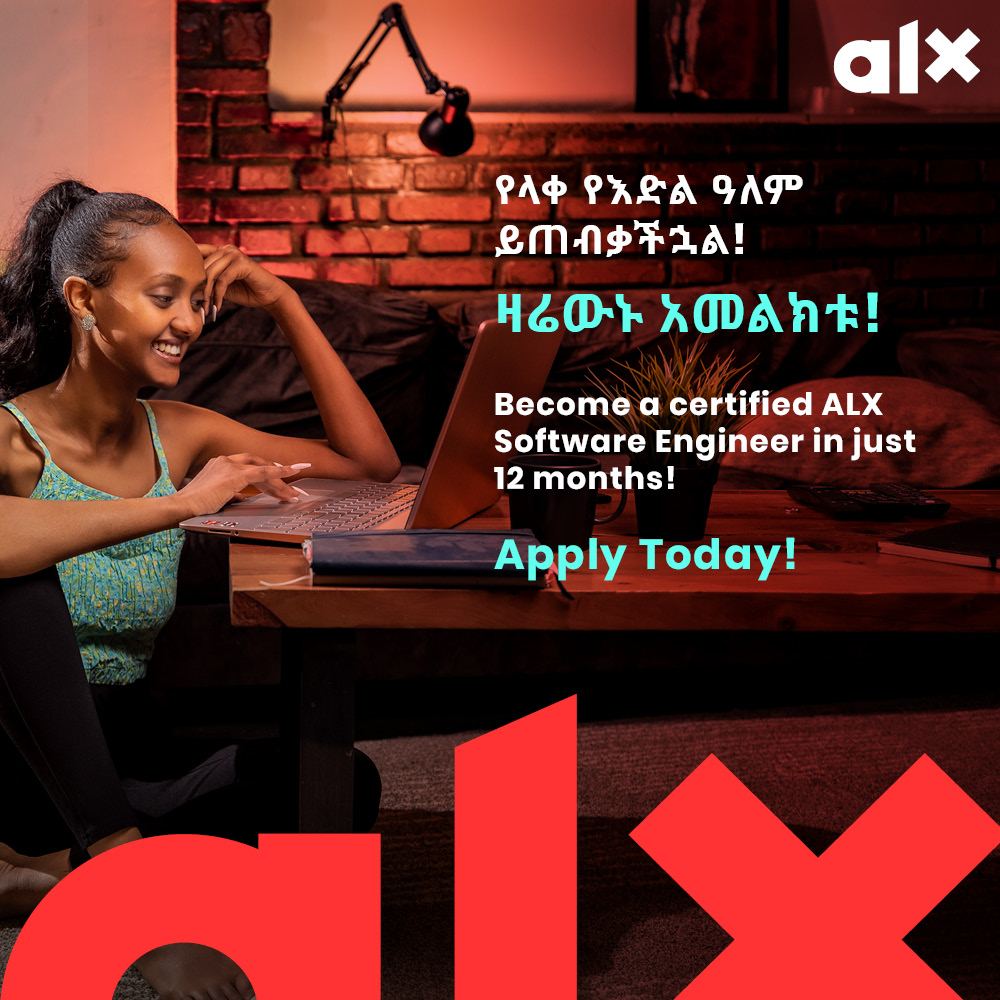 alx
የላቀ የእድል ዓለም
ይጠብቃችኋል!
ዛሬውኑ አመልክቱ!
Become a certified ALX
Software Engineer in just
12 months!
Apply Today!
alx